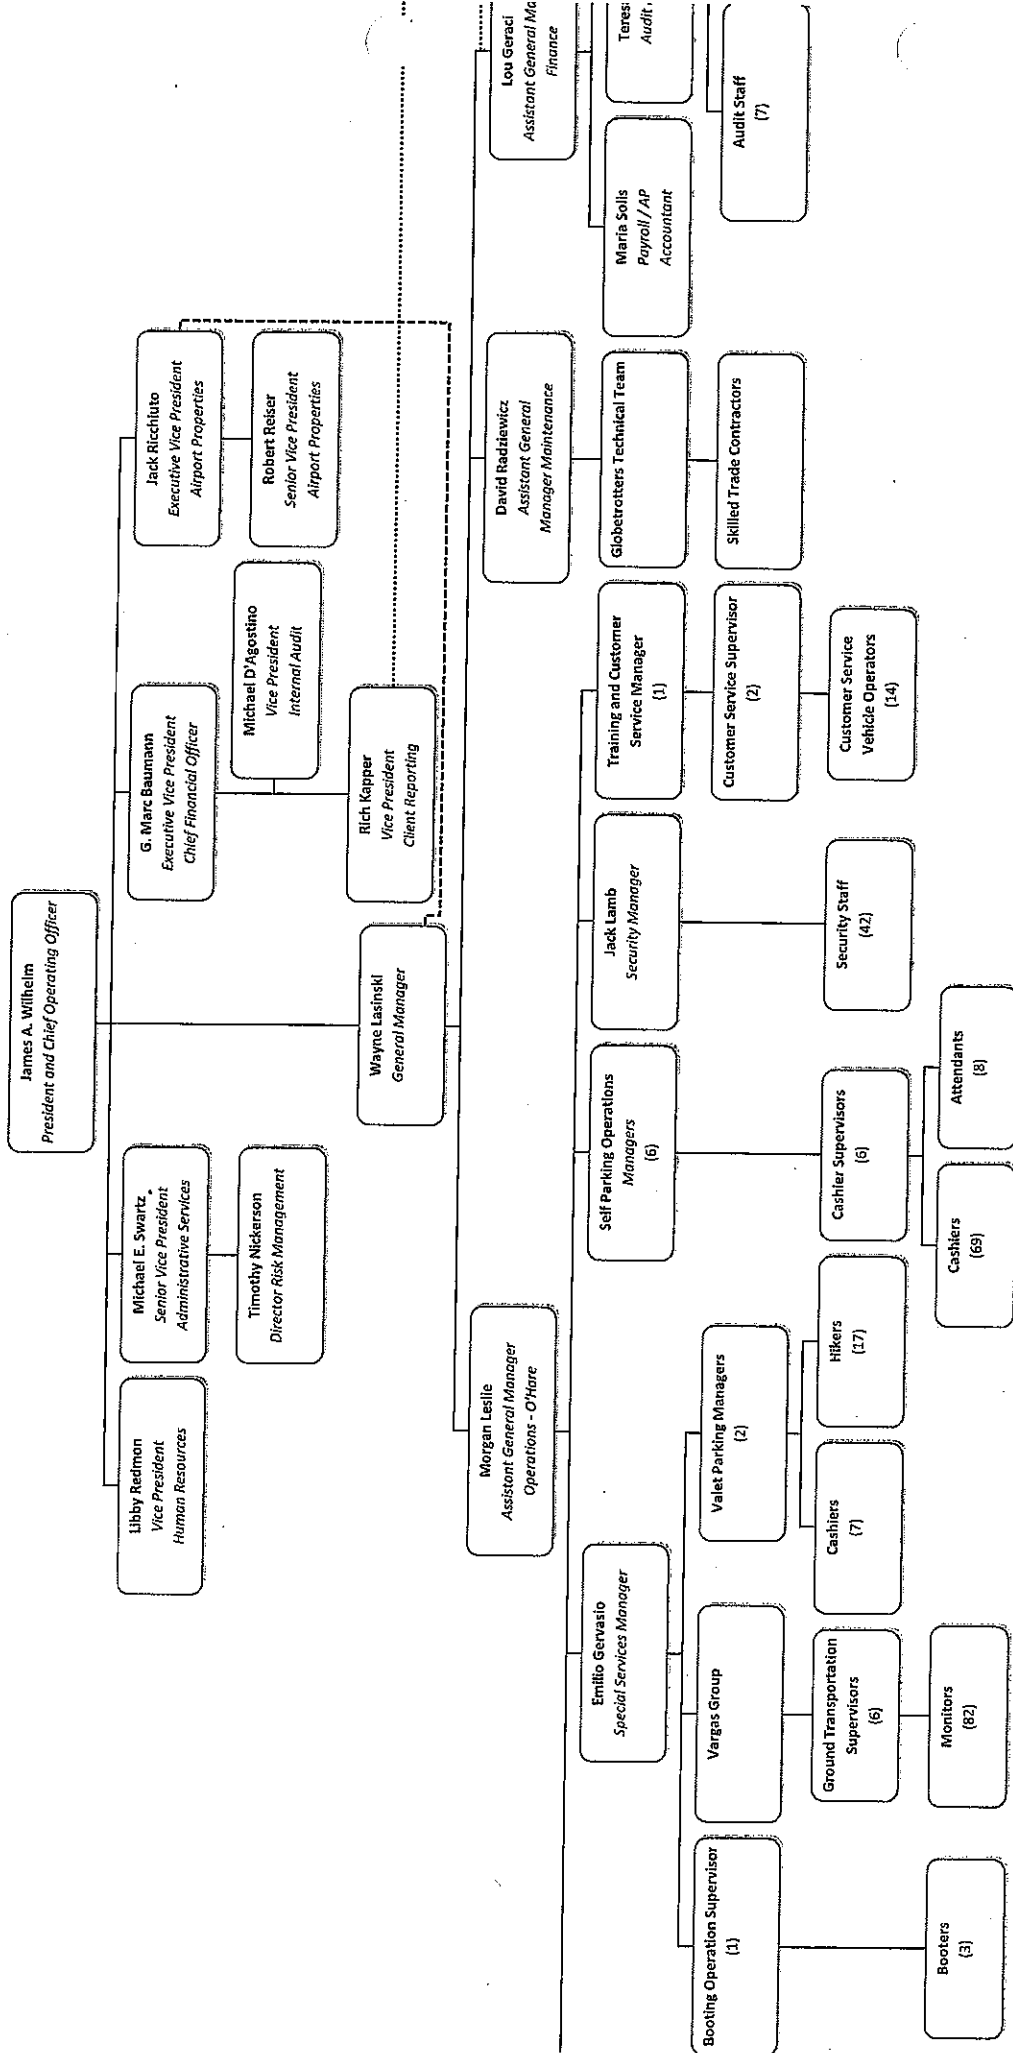 James A. Wilhelm
President and Chief Operating Officer
Libby Redmon
Vice President
Human Resources
Michael E. Swartz
Senior Vice President
Administrative Services
G. Marc Baumann
Executive Vice President
Chief Financial Officer
Jack Ricchiuto
Executive Vice President
Airport Properties
Timothy Nickerson
Director Risk Management
Michael D'Agostino
Vice President
Internal Audit
Robert Reiser
Senior Vice President
Airport Properties
Wayne Lasinski
General Manager
Rich Kapper
Vice President
Client Reporting
Morgan Leslie
Assistant General Manager
Operations - O'Hare
David Radziewicz
Assistant General
Manager Maintenance
Lou Geraci
Assistant General Ma
Finance
Emilio Gervasio
Special Services Manager
Self Parking Operations
Managers
(6)
Jack Lamb
Security Manager
Training and Customer
Service Manager
(1)
Globetrotters Technical Team
Maria Solis
Payroll / AP
Accountant
Teres
Audit
Booting Operation Supervisor
(1)
Vargas Group
Valet Parking Managers
(2)
Customer Service Supervisor
(2)
Skilled Trade Contractors
Audit Staff
(7)
Ground Transportation
Supervisors
(6)
Cashiers
(7)
Hikers
(17)
Cashier Supervisors
(6)
Security Staff
(42)
Customer Service
Vehicle Operators
(14)
Booters
(3)
Monitors
(82)
Cashiers
(69)
Attendants
(8)